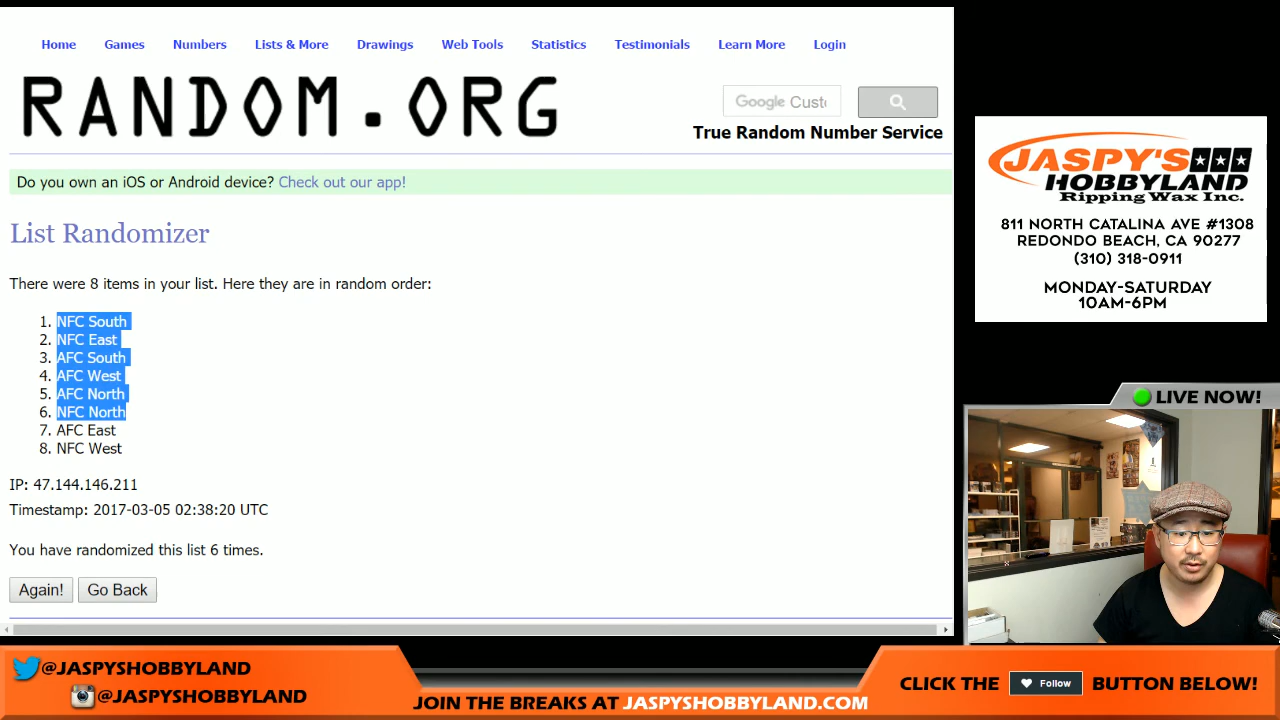 Home Games Numbers Lists & More Drawings Web Tools Statistics Testimonials Learn More Login
RANDOM.ORG
Google Custo
True Random Number Service
Do you own an iOS or Android device? Check out our app!
List Randomizer
There were 8 items in your list. Here they are in random order:
1. NFC South
2. NFC East
3. AFC South
4. AFC West
5. AFC North
6. NFC North
7. AFC East
8. NFC West
IP: 47.144.146.211
Timestamp: 2017-03-05 02:38:20 UTC
You have randomized this list 6 times.
Again! Go Back
JASPY'S
HOBBYLAND
Ripping Wax Inc.
811 NORTH CATALINA AVE #1308
REDONDO BEACH, CA 90277
(310) 318-0911
MONDAY-SATURDAY
10AM-6PM
LIVE NOW!
@JASPYSHOBBYLAND
@JASPYSHOBBYLAND
JOIN THE BREAKS AT JASPYSHOBBYLAND.COM
CLICK THE Follow BUTTON BELOW!